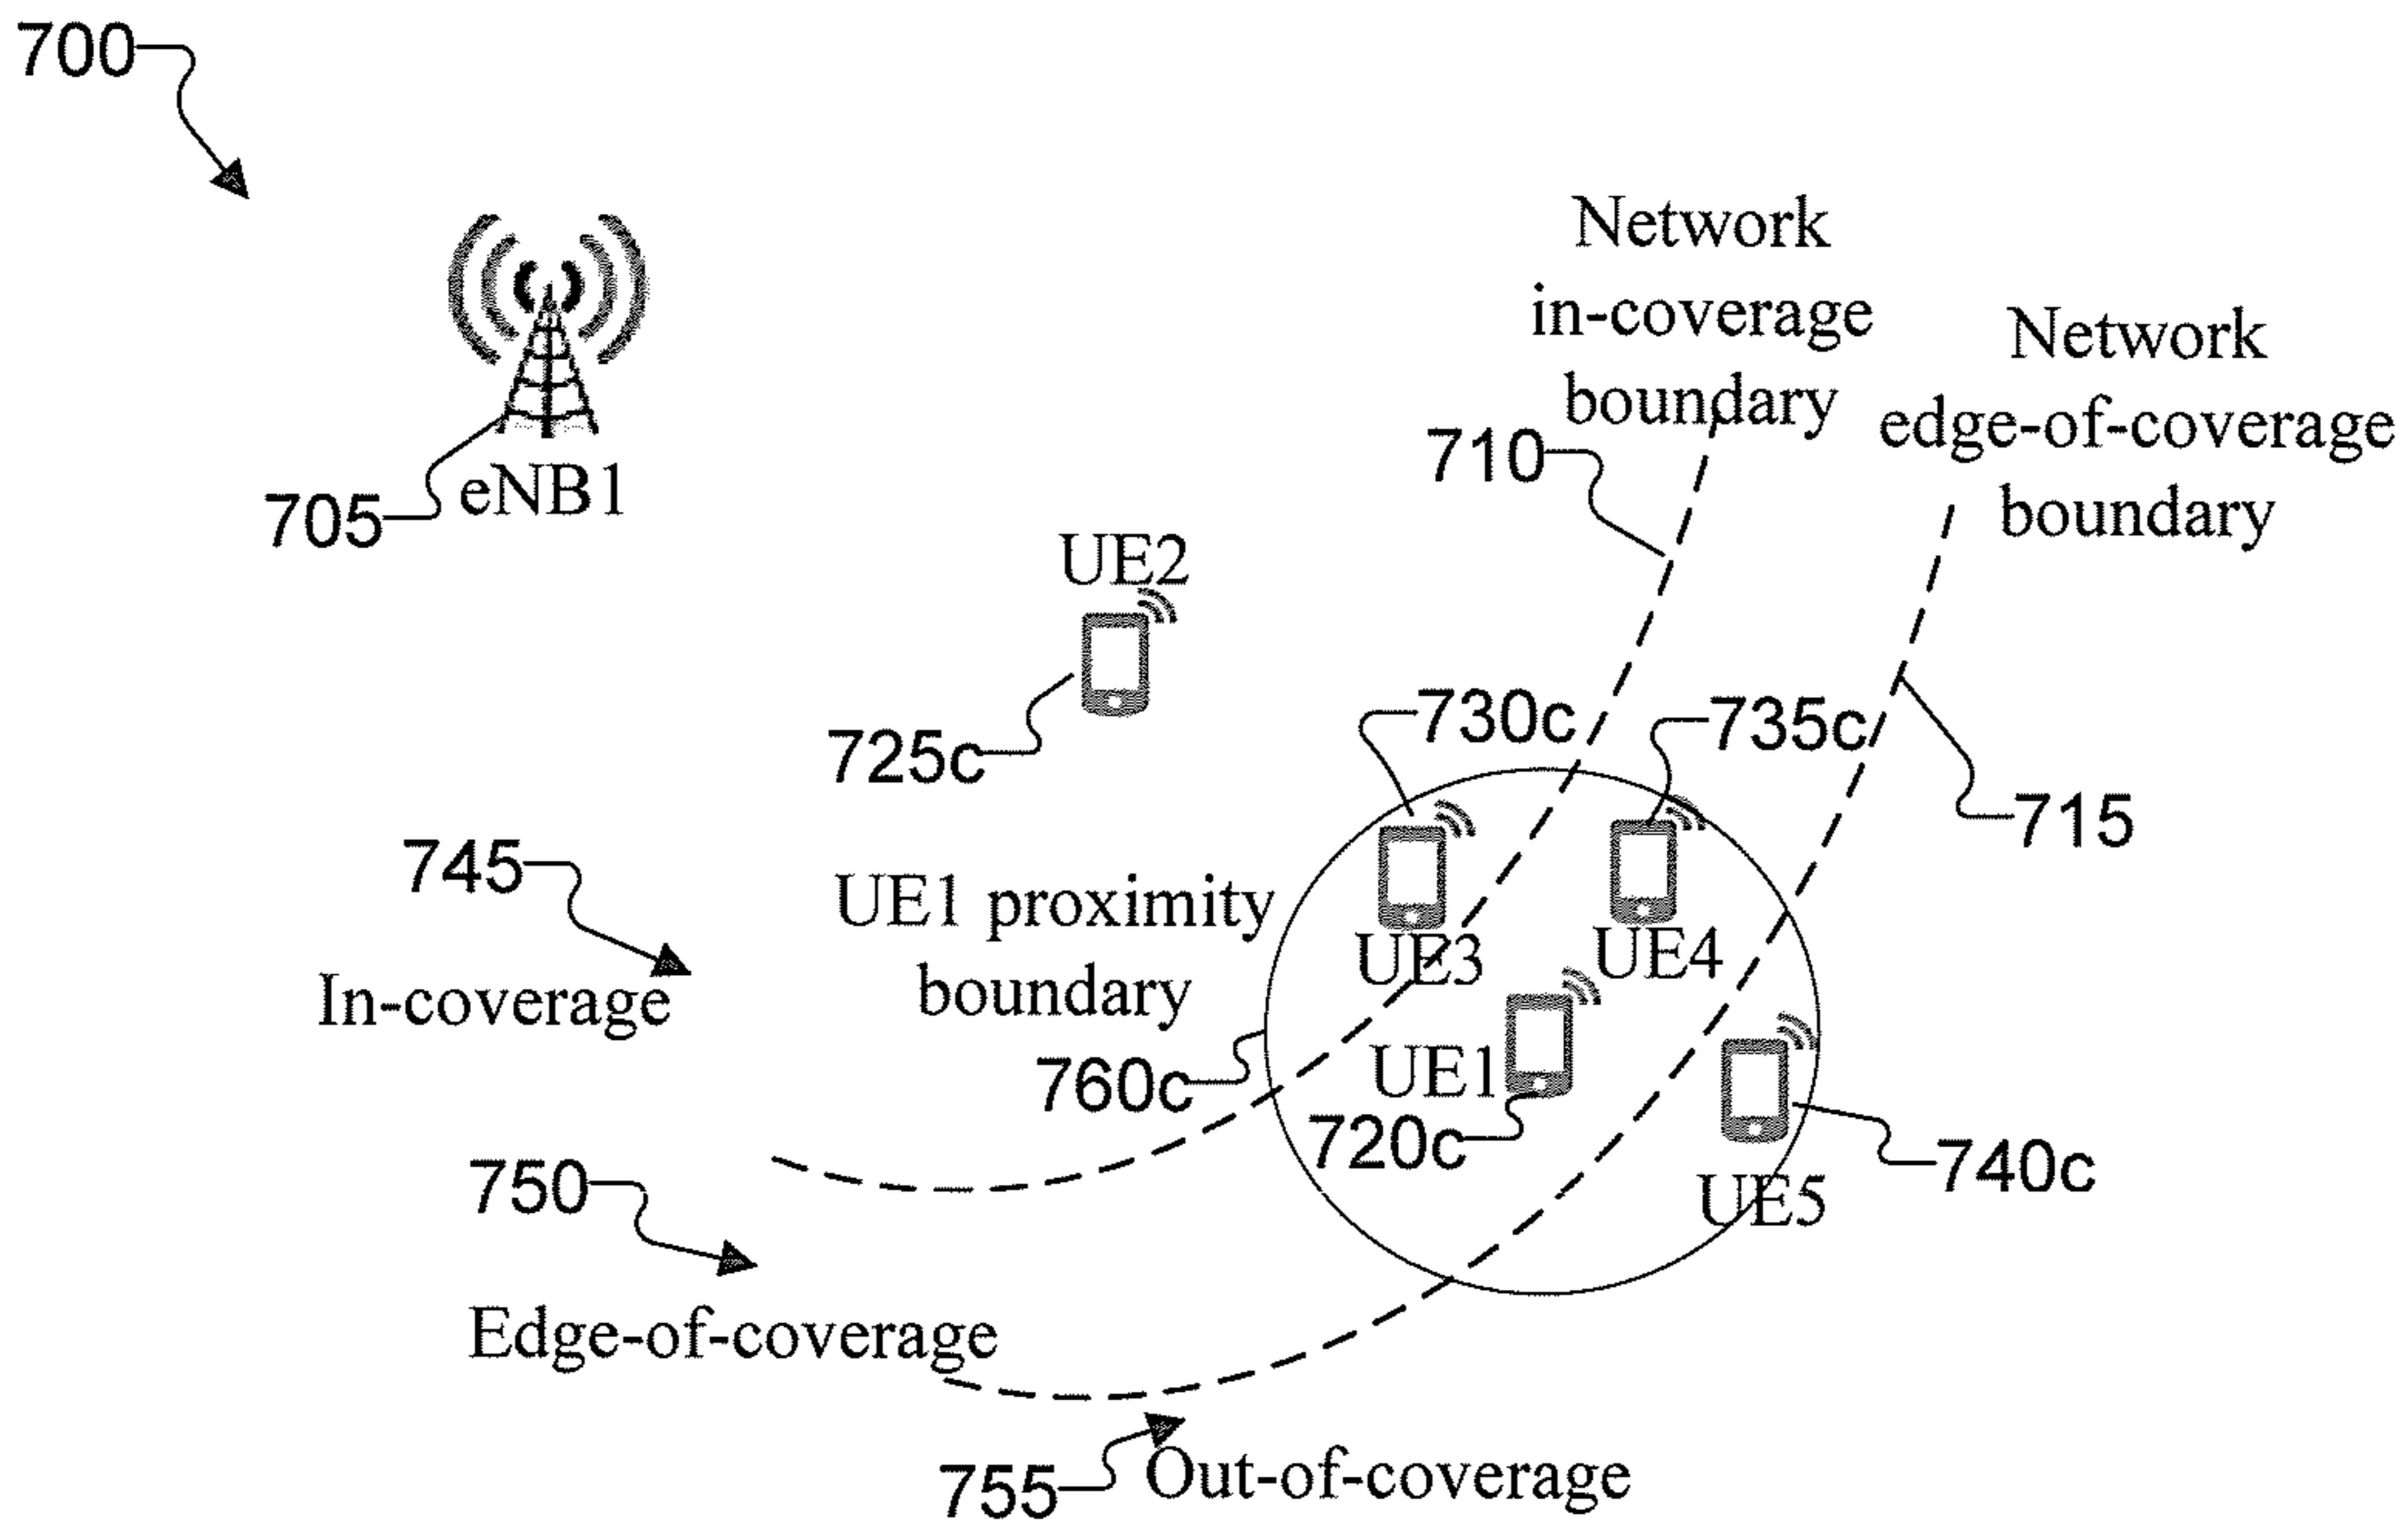 700
Network
in-coverage
boundary
Network
edge-of-coverage
boundary
710
eNB1
705
UE2
725c
730c
735c
715
745
In-coverage
UE1 proximity
boundary
760c
UE3
UE4
UE1
720c
740c
UE5
750
Edge-of-coverage
755
Out-of-coverage